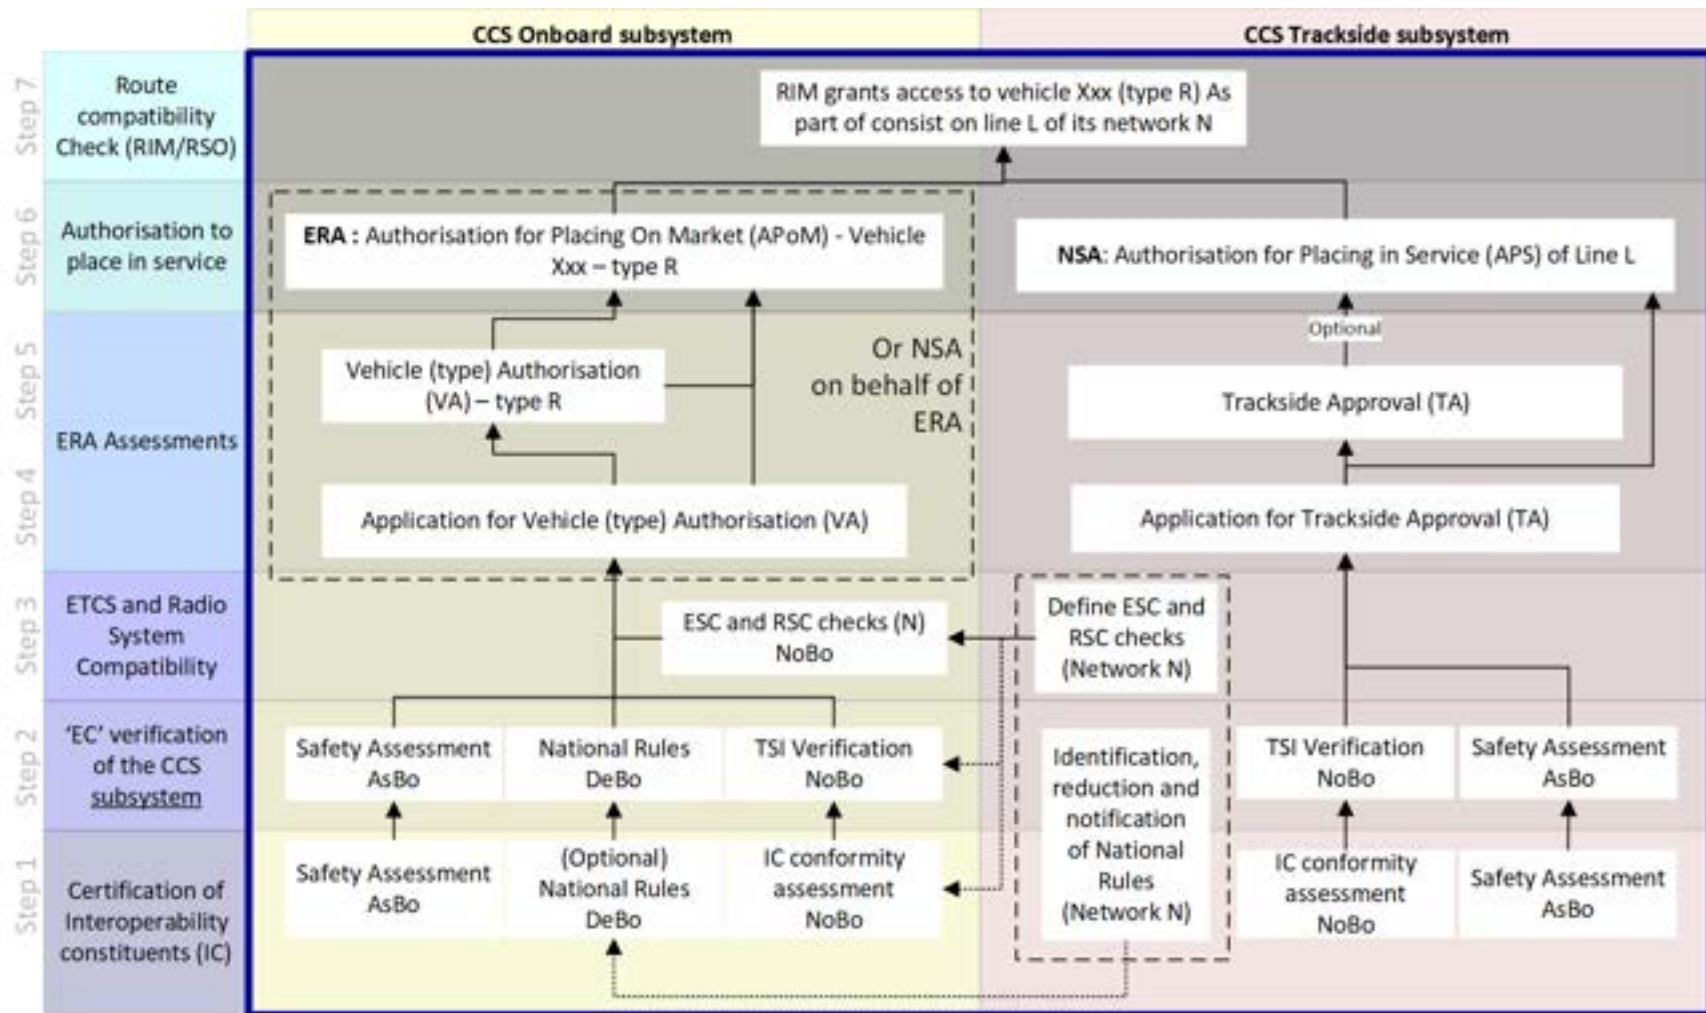 CCS Onboard subsystem
CCS Trackside subsystem
Step 7
Route
compatibility
Check (RIM/RSO)
RIM grants access to vehicle Xxx (type R) As
part of consist on line L of its network N
Step 6
Authorisation to
place in service
ERA : Authorisation for Placing On Market (APoM) - Vehicle
Xxx – type R
NSA: Authorisation for Placing in Service (APS) of Line L
Step 5
Step 4
ERA Assessments
Vehicle (type) Authorisation
(VA) – type R
Or NSA
on behalf of
ERA
Optional
Trackside Approval (TA)
Application for Vehicle (type) Authorisation (VA)
Application for Trackside Approval (TA)
Step 3
ETCS and Radio
System
Compatibility
ESC and RSC checks (N)
NoBo
Define ESC and
RSC checks
(Network N)
Step 2
‘EC’ verification
of the CCS
subsystem
Safety Assessment
AsBo
National Rules
DeBo
TSI Verification
NoBo
Identification,
reduction and
notification
of National
Rules
(Network N)
TSI Verification
NoBo
Safety Assessment
AsBo
Step 1
Certification of
Interoperability
constituents (IC)
Safety Assessment
AsBo
(Optional)
National Rules
DeBo
IC conformity
assessment
NoBo
IC conformity
assessment
NoBo
Safety Assessment
AsBo